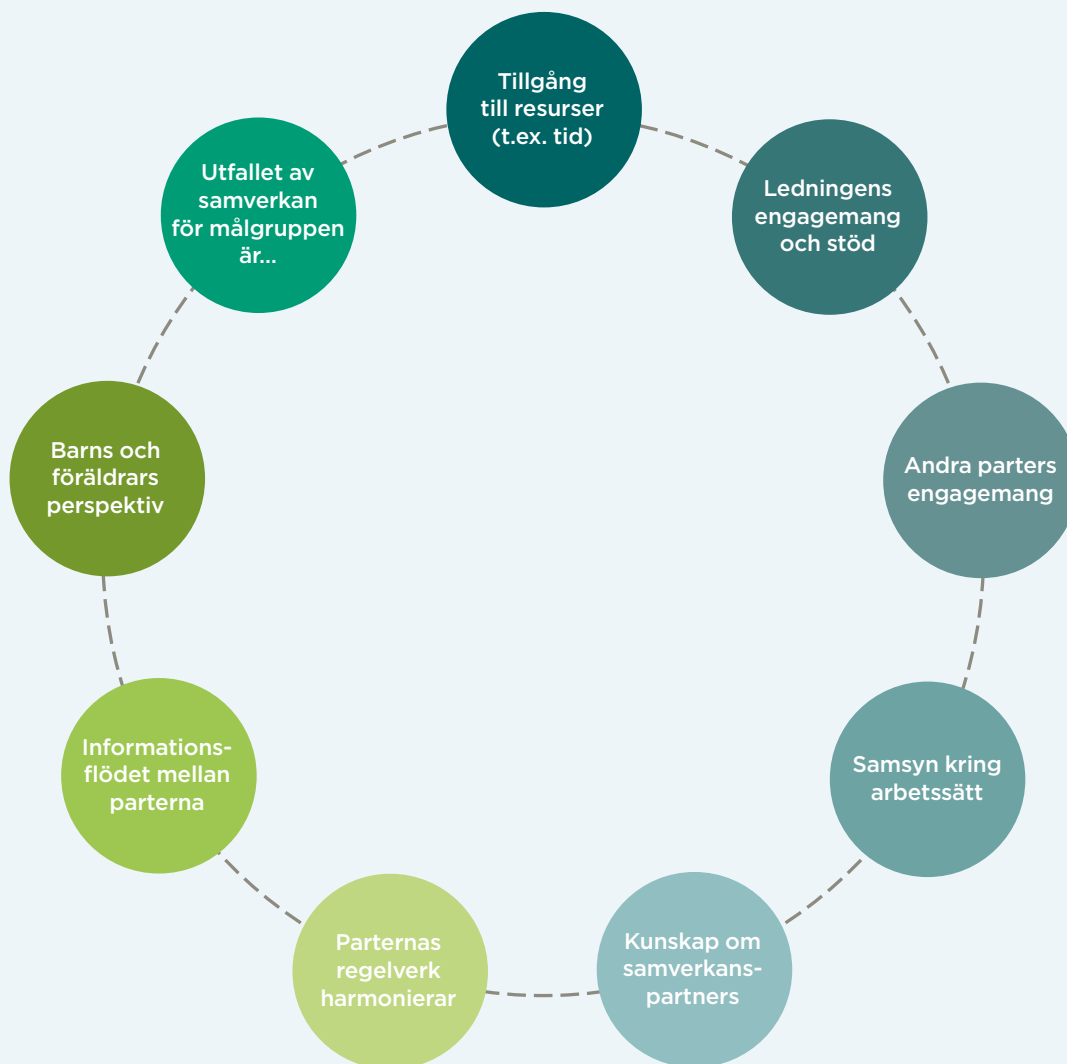 Tillgång
till resurser
(t.ex. tid)
Ledningens
engagemang
och stöd
Andra parters
engagemang
Samsyn kring
arbetssätt
Kunskap om
samverkans-
partners
Parternas
regelverk
harmonierar
Informations-
flödet mellan
parterna
Barns och
föräldrars
perspektiv
Utfallet av
samverkan
för målgruppen
är...